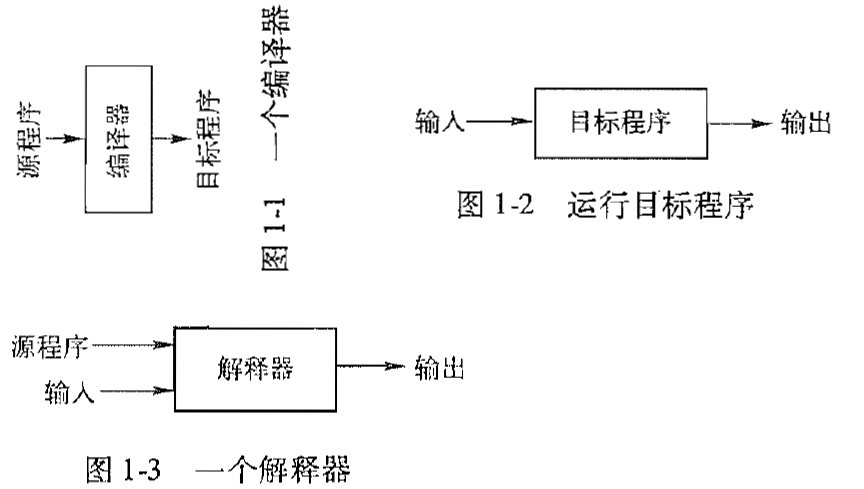 源程序
编译器
目标程序
图 1-1 一个编译器
输入
目标程序
输出
图 1-2 运行目标程序
源程序
输入
解释器
输出
图 1-3 一个解释器